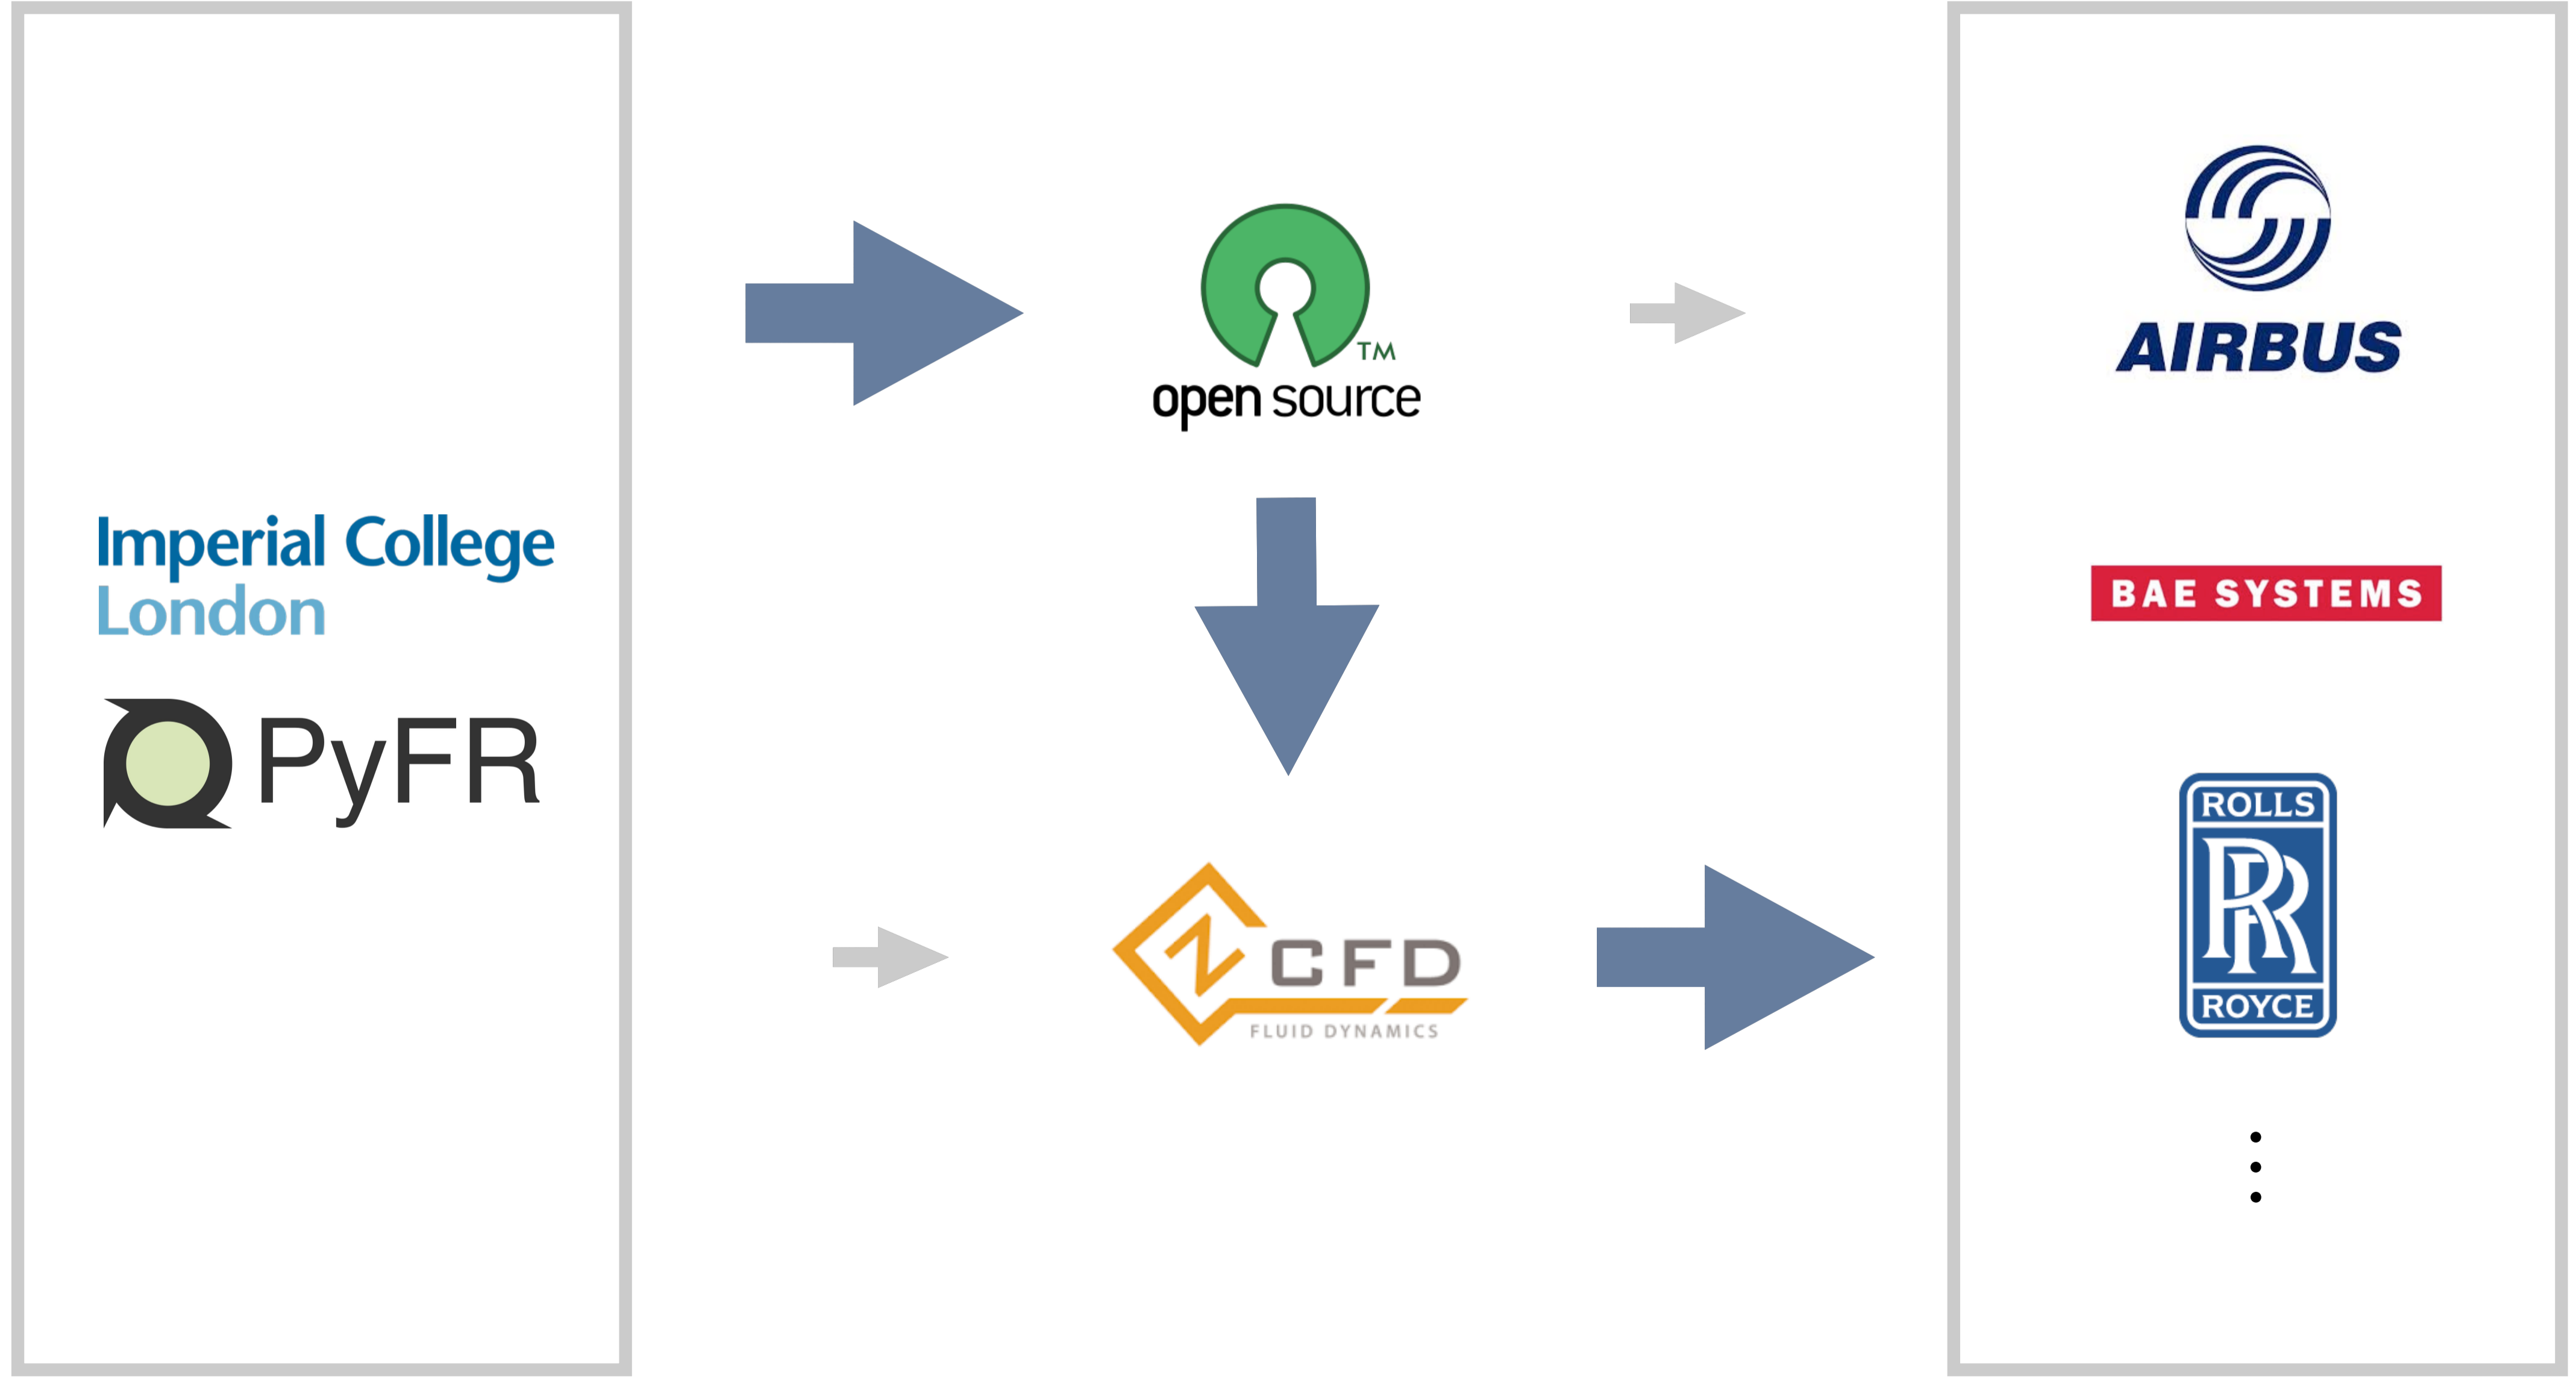 Imperial College
London
PyFR
TM
open source
Z CFD
FLUID DYNAMICS
AIRBUS
BAE SYSTEMS
ROLLS
RR
ROYCE